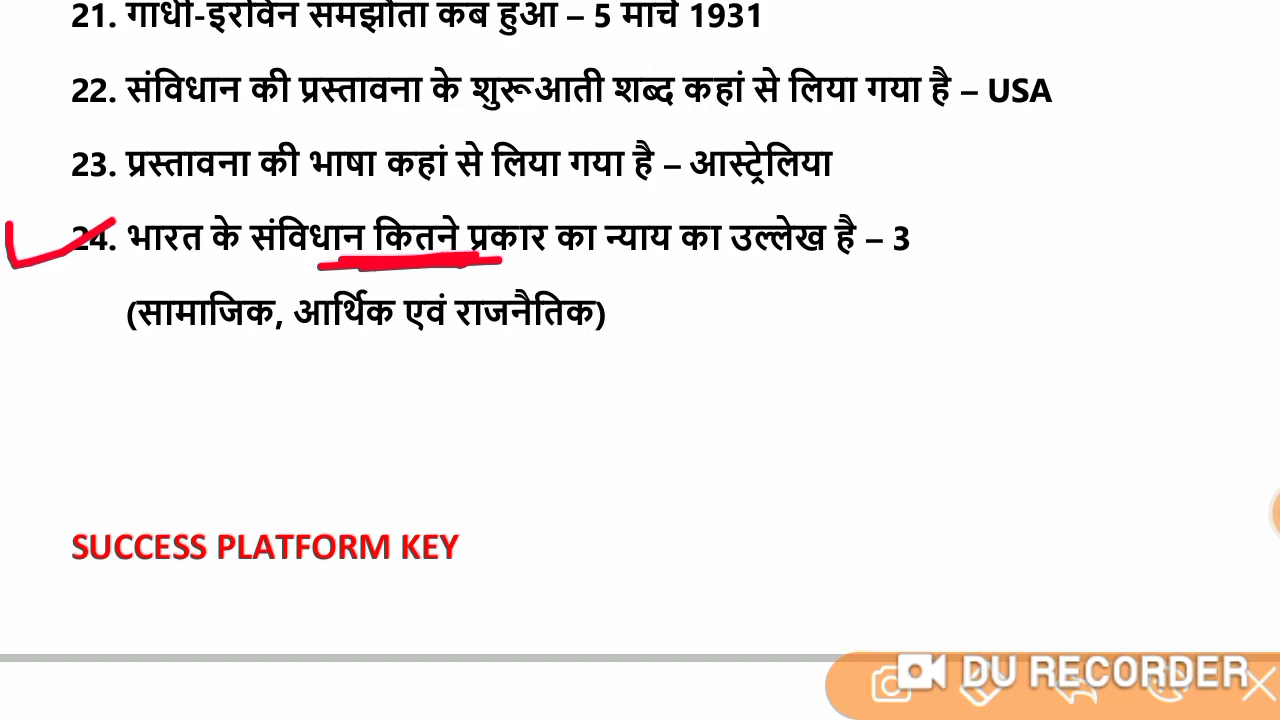 21. गांधी-इरविन समझौता कब हुआ – 5 मार्च 1931
22. संविधान की प्रस्तावना के शुरूआती शब्द कहां से लिया गया है – USA
23. प्रस्तावना की भाषा कहां से लिया गया है – आस्ट्रेलिया
24. भारत के संविधान कितने प्रकार का न्याय का उल्लेख है – 3
(सामाजिक, आर्थिक एवं राजनैतिक)
SUCCESS PLATFORM KEY
DU RECORDER